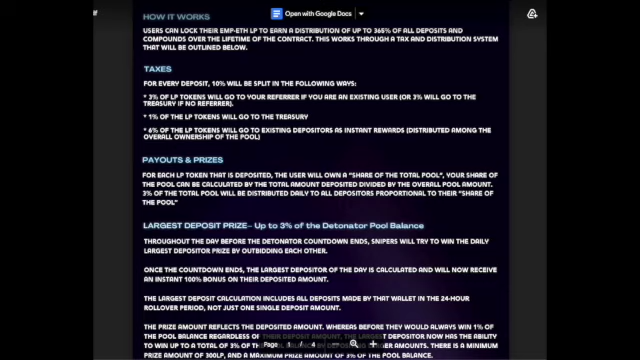 HOW IT WORKS
Open with Google Docs
USERS CAN LOCK THEIR EMP-ETH LP TO EARN A DISTRIBUTION OF UP TO 365% OF ALL DEPOSITS AND
COMPOUNDS OVER THE LIFETIME OF THE CONTRACT. THIS WORKS THROUGH A TAX AND DISTRIBUTION SYSTEM
THAT WILL BE OUTLINED BELOW.
TAXES
FOR EVERY DEPOSIT, 10% WILL BE SPLIT IN THE FOLLOWING WAYS:
* 3% OF LP TOKENS WILL GO TO YOUR REFERRER IF YOU ARE AN EXISTING USER (OR 3% WILL GO TO THE
TREASURY IF NO REFERRER).
* 1% OF THE LP TOKENS WILL GO TO THE TREASURY
* 6% OF THE LP TOKENS WILL GO TO EXISTING DEPOSITORS AS INSTANT REWARDS (DISTRIBUTED AMONG THE
OVERALL OWNERSHIP OF THE POOL)
PAYOUTS & PRIZES
FOR EACH LP TOKEN THAT IS DEPOSITED, THE USER WILL OWN A "SHARE OF THE TOTAL POOL", YOUR SHARE OF
THE POOL CAN BE CALCULATED BY THE TOTAL AMOUNT DEPOSITED DIVIDED BY THE OVERALL POOL AMOUNT.
3% OF THE TOTAL POOL WILL BE DISTRIBUTED DAILY TO ALL DEPOSITORS PROPORTIONAL TO THEIR "SHARE OF
THE POOL"
LARGEST DEPOSIT PRIZE– Up to 3% of the Detonator Pool Balance
THROUGHOUT THE DAY BEFORE THE DETONATOR COUNTDOWN ENDS, SNIPERS WILL TRY TO WIN THE DAILY
LARGEST DEPOSITOR PRIZE BY OUTBIDDING EACH OTHER.
ONCE THE COUNTDOWN ENDS, THE LARGEST DEPOSITOR OF THE DAY IS CALCULATED AND WILL NOW RECEIVE
AN INSTANT 100% BONUS ON THEIR DEPOSITED AMOUNT.
THE LARGEST DEPOSIT CALCULATION INCLUDES ALL DEPOSITS MADE BY THAT WALLET IN THE 24-HOUR
ROLLOVER PERIOD, NOT JUST ONE SINGLE DEPOSIT AMOUNT.
THE PRIZE AMOUNT REFLECTS THE DEPOSITED AMOUNT. WHEREAS BEFORE THEY WOULD ALWAYS WIN 1% OF
THE POOL BALANCE REGARDLESS OF THEIR DEPOSIT AMOUNT, THE LARGEST DEPOSITOR NOW HAS THE ABILITY
TO WIN UP TO A TOTAL OF 3% OF THE POOL BALANCE BY DEPOSITING LARGER AMOUNTS. THERE IS A MINIMUM
Page 1 / 4
PRIZE AMOUNT OF 300LP, AND A MAXIMUM PRIZE AMOUNT OF 3% OF THE POOL BALANCE.